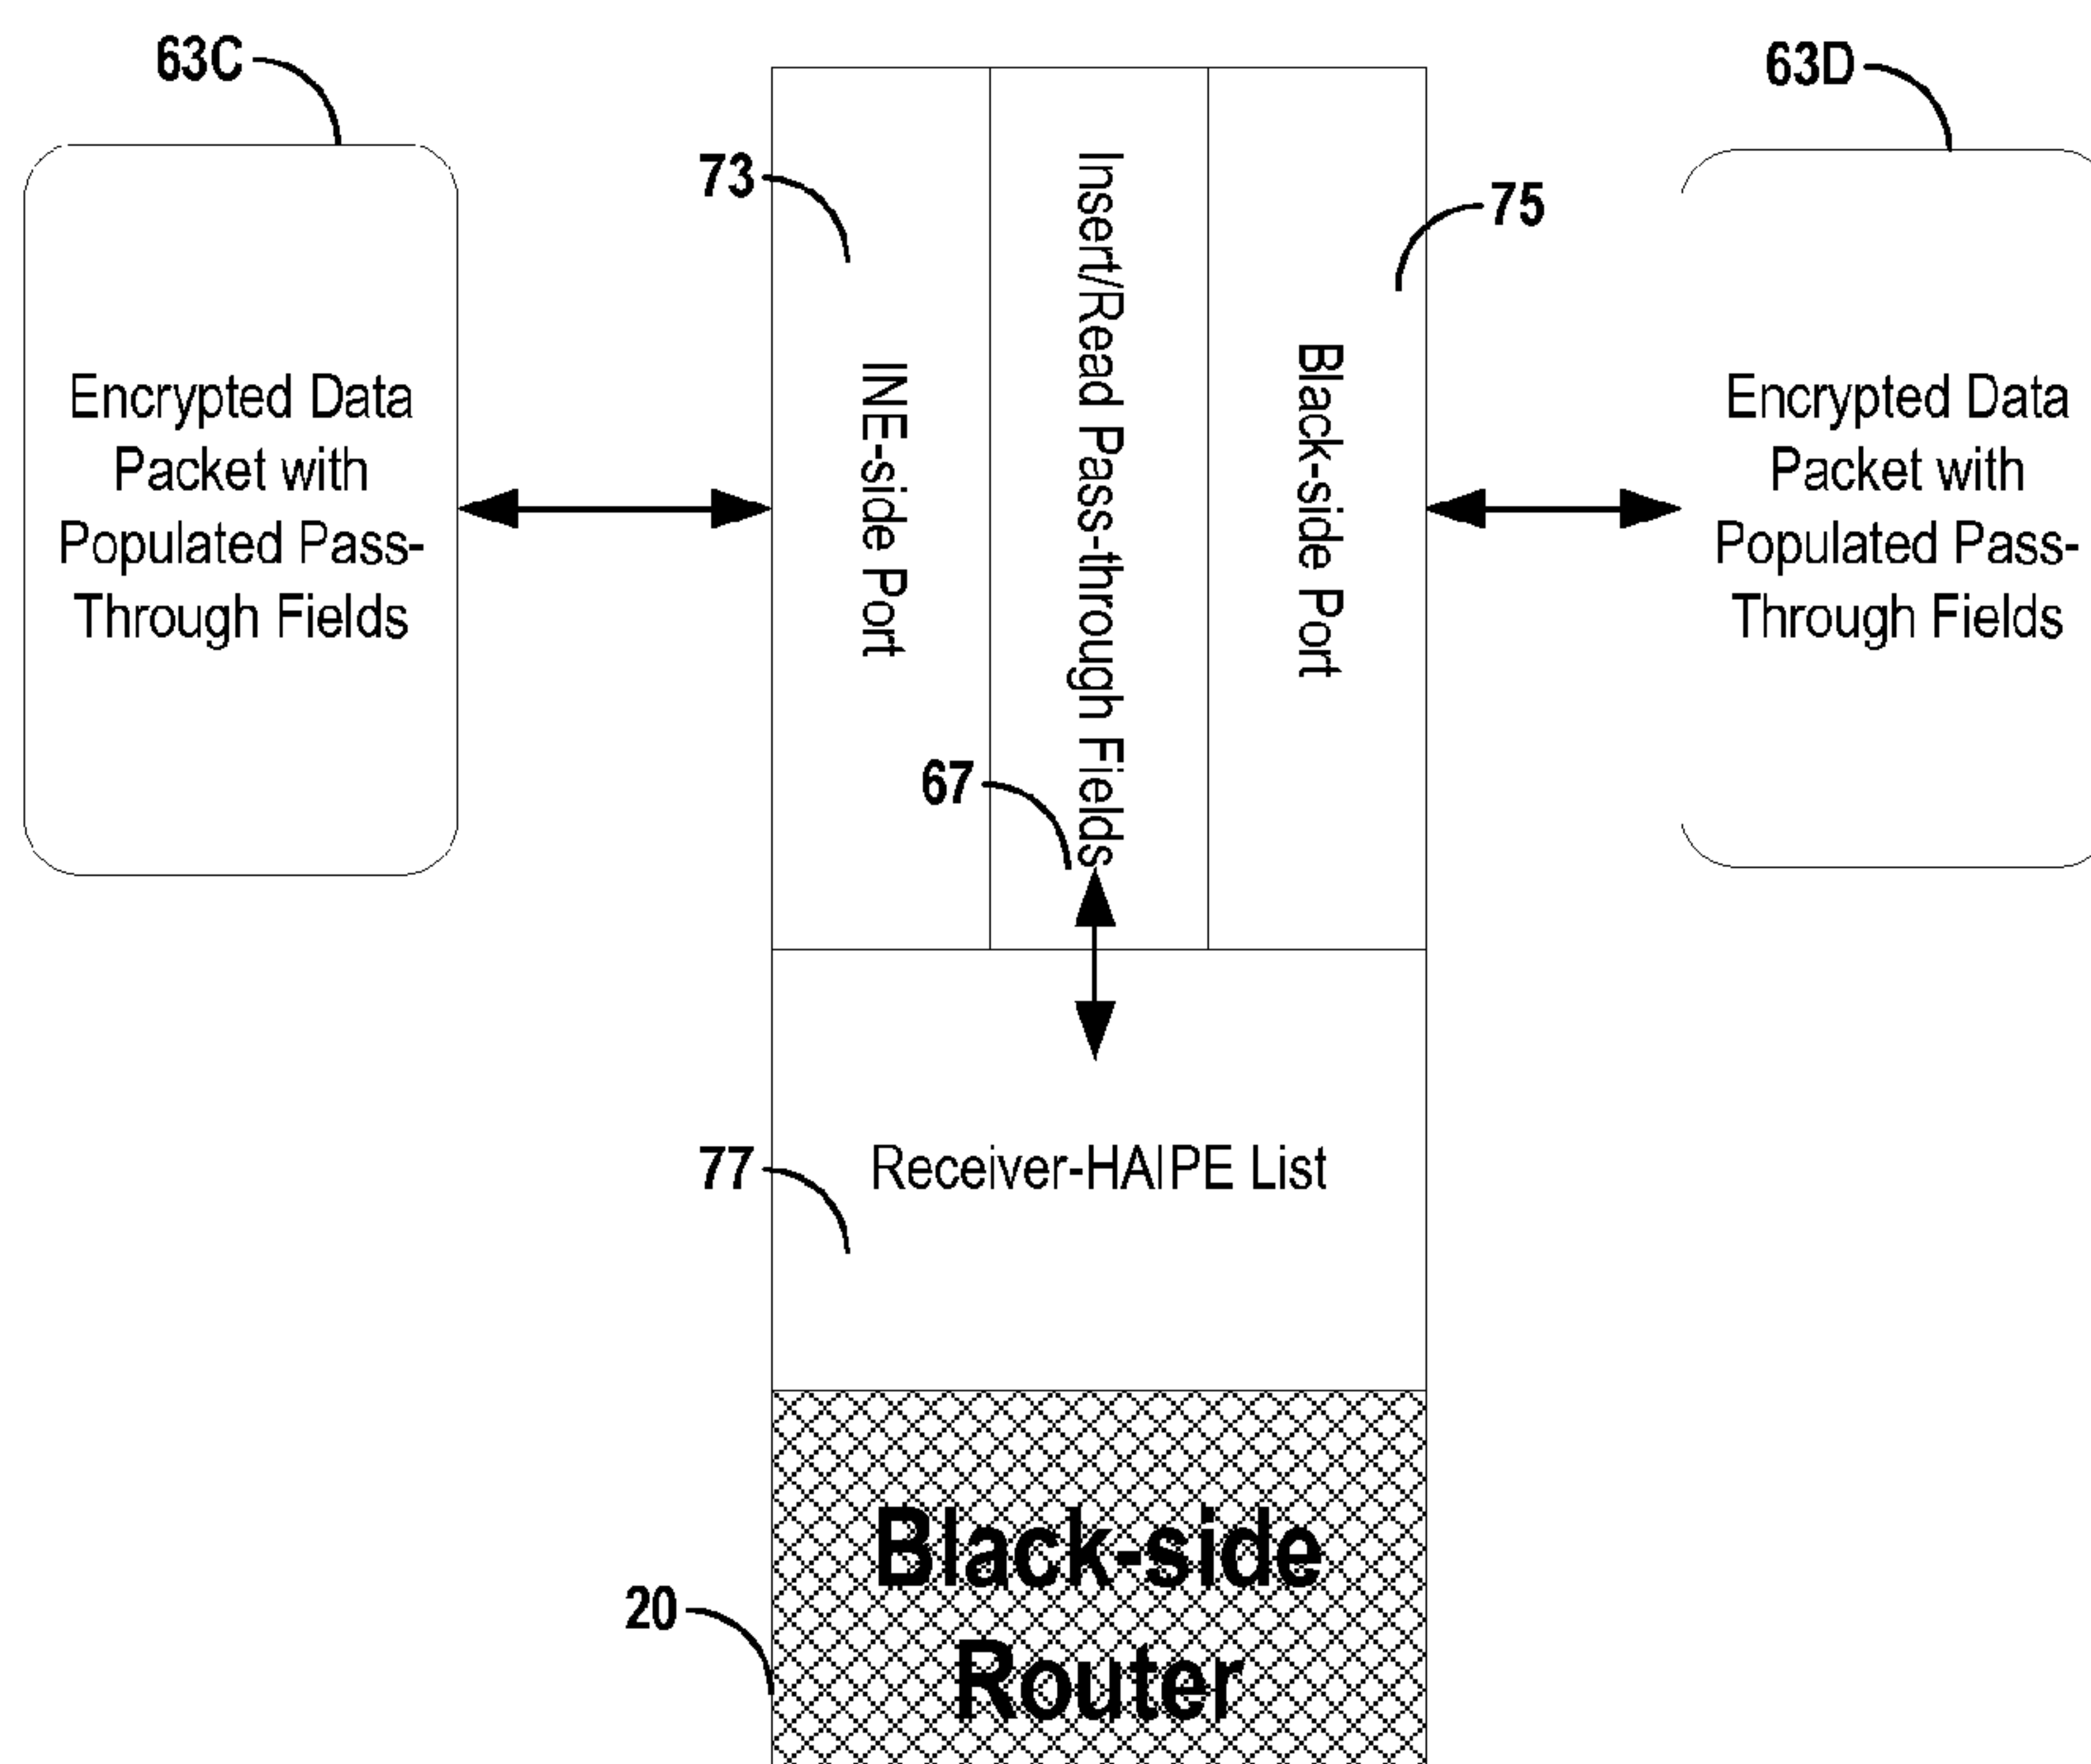 63C
63D
73
75
Encrypted Data
Packet with
Populated Pass-
Through Fields
INE-side Port
Insert/Read Pass-through Fields
Black-side Port
Encrypted Data
Packet with
Populated Pass-
Through Fields
67
77
Receiver-HAIPE List
20
Black-side
Router